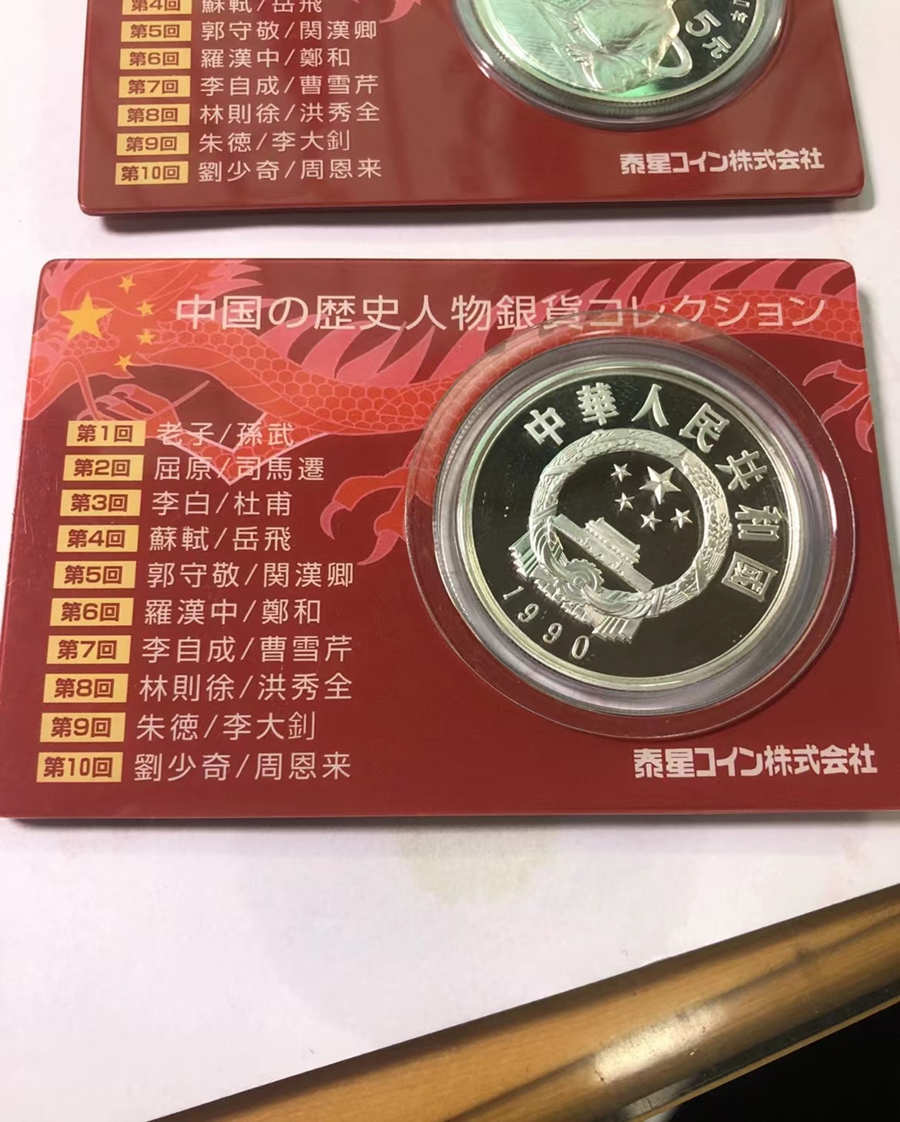 第4回 蘇軾/岳飛
第5回 郭守敬/関漢卿
第6回 羅漢中/鄭和
第7回 李自成/曹雪芹
第8回 林則徐/洪秀全
第9回 朱徳/李大釗
第10回 劉少奇/周恩来
5元
泰星コイン株式会社
中国の歴史人物銀貨コレクション
第1回 老子/孫武
第2回 屈原/司馬遷
第3回 李白/杜甫
第4回 蘇軾/岳飛
第5回 郭守敬/関漢卿
第6回 羅漢中/鄭和
第7回 李自成/曹雪芹
第8回 林則徐/洪秀全
第9回 朱徳/李大釗
第10回 劉少奇/周恩来
中華人民共和國
1990
泰星コイン株式会社